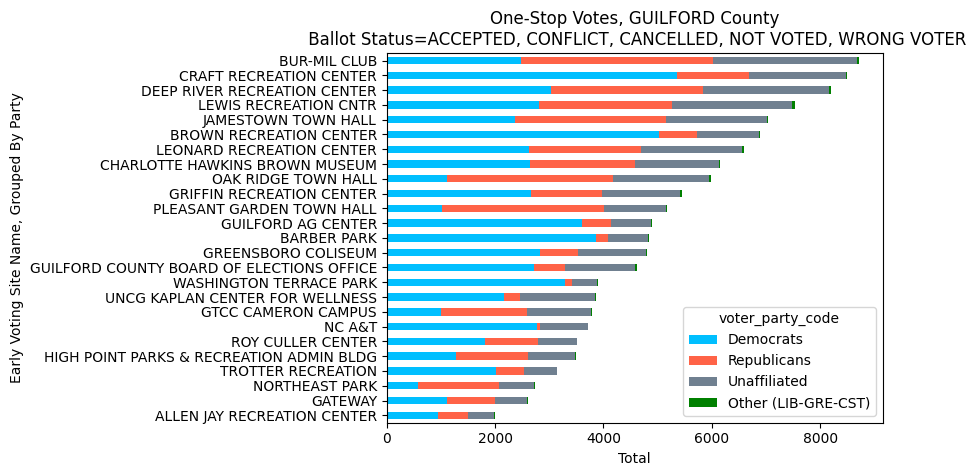 One-Stop Votes, GUILFORD County
Ballot Status=ACCEPTED, CONFLICT, CANCELLED, NOT VOTED, WRONG VOTER
Early Voting Site Name, Grouped By Party
BUR-MIL CLUB
CRAFT RECREATION CENTER
DEEP RIVER RECREATION CENTER
LEWIS RECREATION CNTR
JAMESTOWN TOWN HALL
BROWN RECREATION CENTER
LEONARD RECREATION CENTER
CHARLOTTE HAWKINS BROWN MUSEUM
OAK RIDGE TOWN HALL
GRIFFIN RECREATION CENTER
PLEASANT GARDEN TOWN HALL
GUILFORD AG CENTER
BARBER PARK
GREENSBORO COLISEUM
GUILFORD COUNTY BOARD OF ELECTIONS OFFICE
WASHINGTON TERRACE PARK
UNCG KAPLAN CENTER FOR WELLNESS
GTCC CAMERON CAMPUS
NC A&T
ROY CULLER CENTER
HIGH POINT PARKS & RECREATION ADMIN BLDG
TROTTER RECREATION
NORTHEAST PARK
GATEWAY
ALLEN JAY RECREATION CENTER
voter_party_code
Democrats
Republicans
Unaffiliated
Other (LIB-GRE-CST)
0 2000 4000 6000 8000
Total